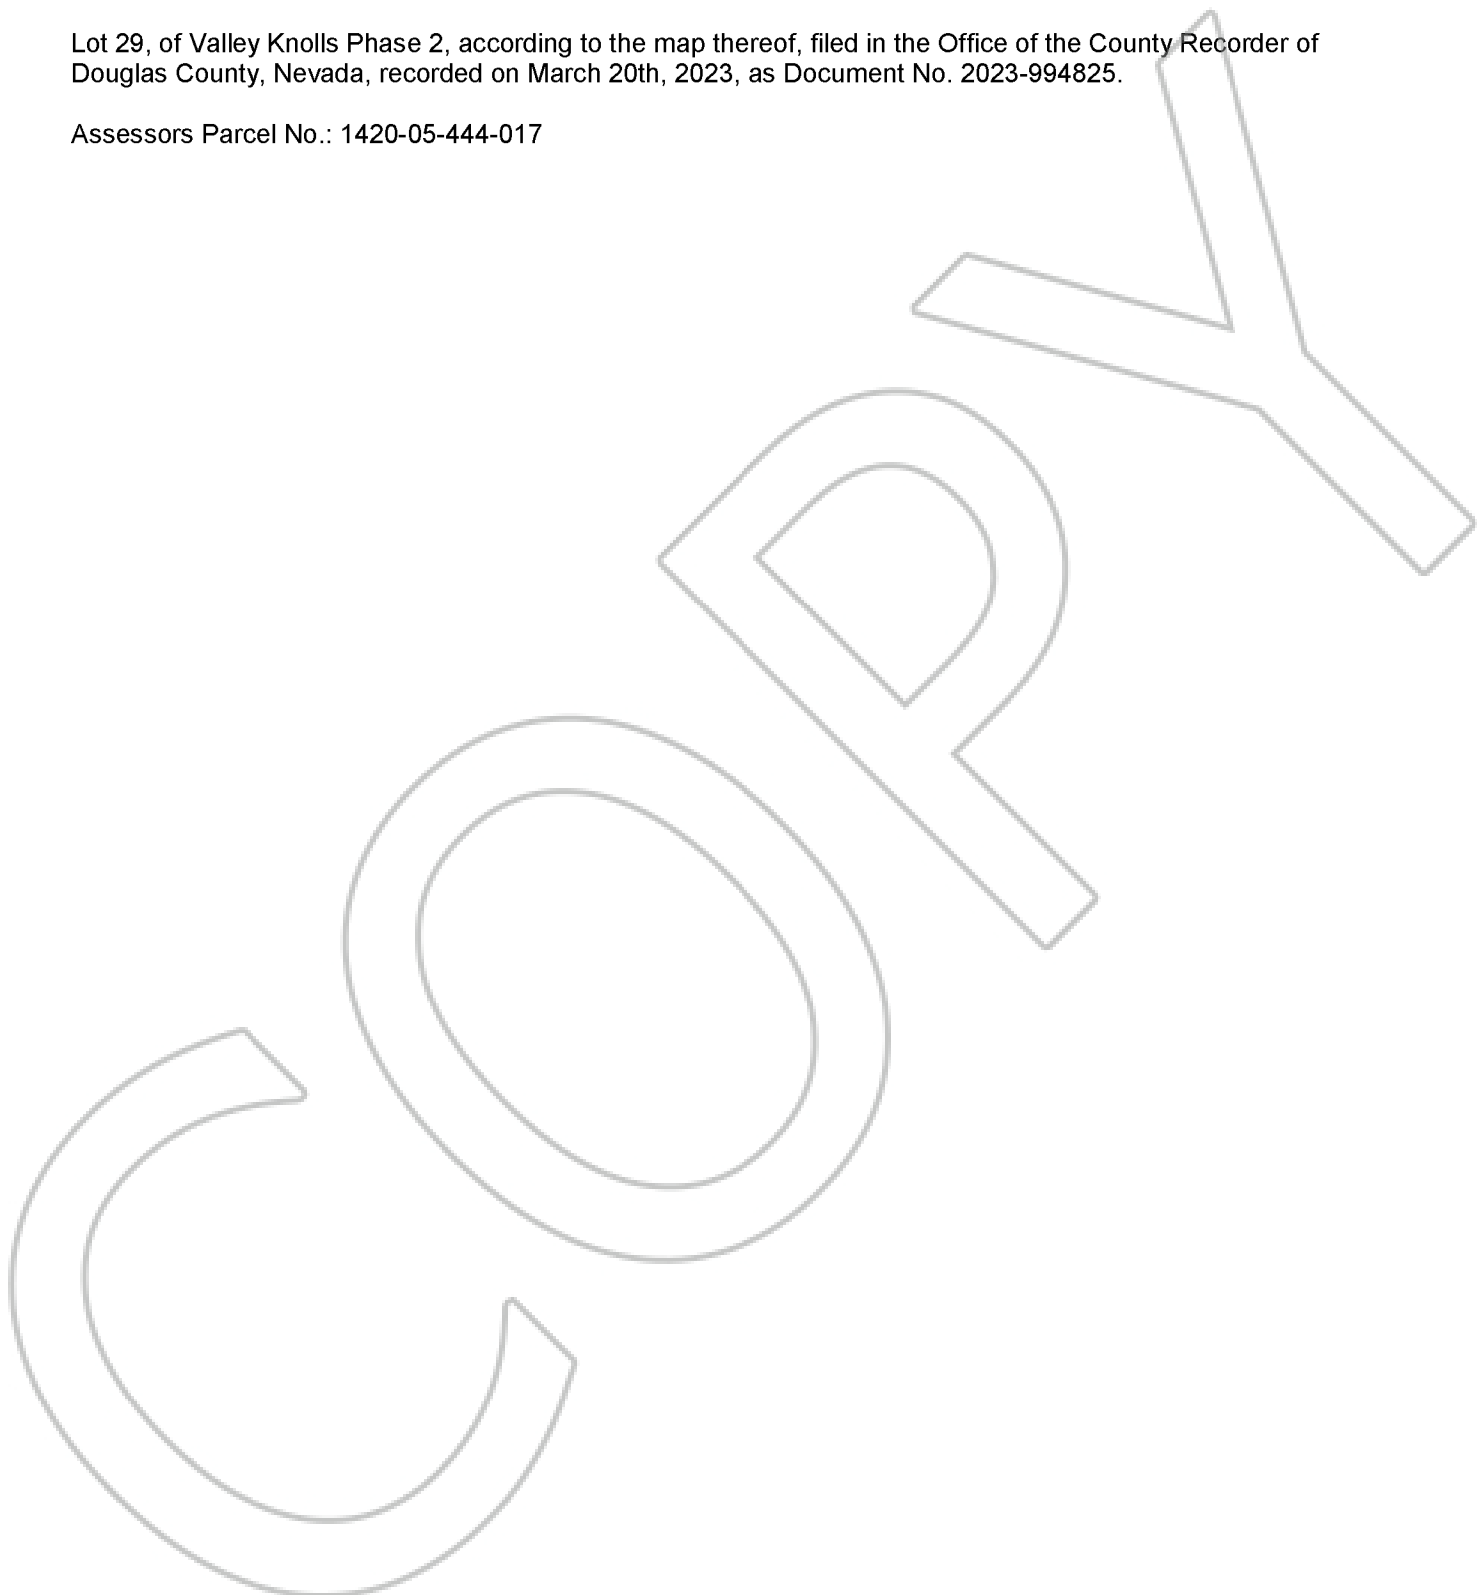 Lot 29, of Valley Knolls Phase 2, according to the map thereof, filed in the Office of the County Recorder of
Douglas County, Nevada, recorded on March 20th, 2023, as Document No. 2023-994825.
Assessors Parcel No.: 1420-05-444-017
COPY